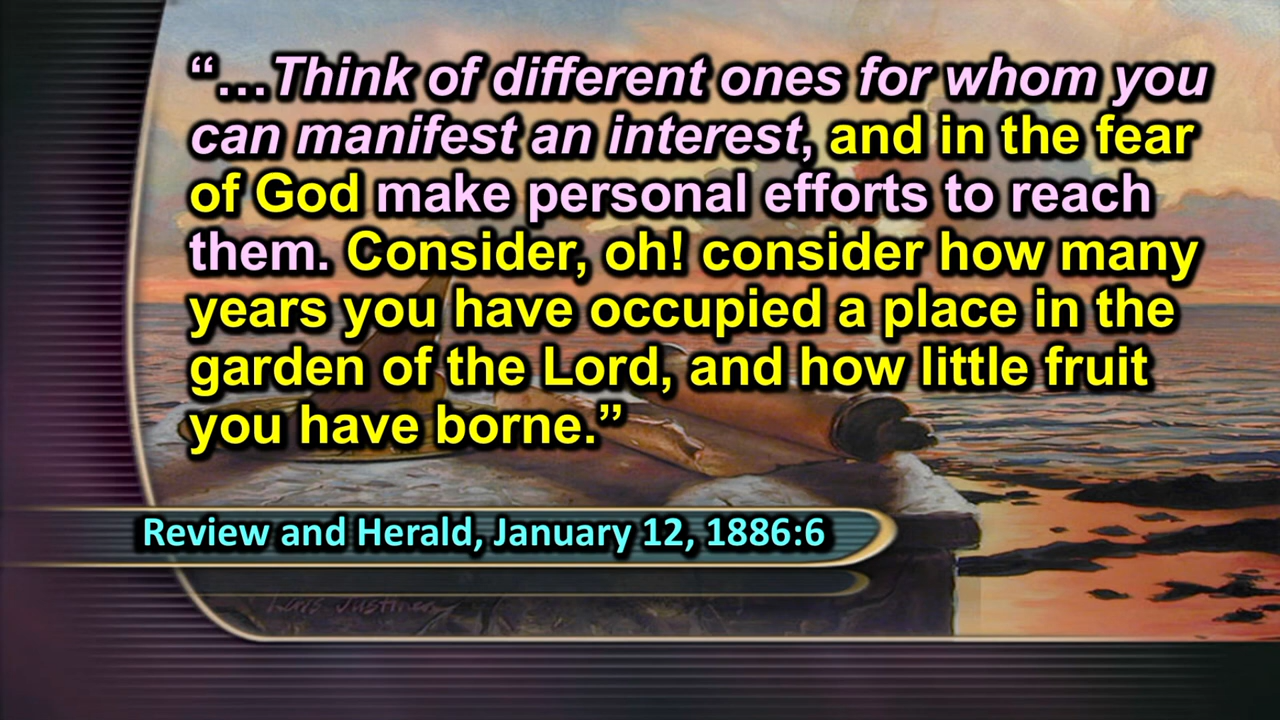 “…Think of different ones for whom you
can manifest an interest, and in the fear
of God make personal efforts to reach
them. Consider, oh! consider how many
years you have occupied a place in the
garden of the Lord, and how little fruit
you have borne.”
Review and Herald, January 12, 1886:6